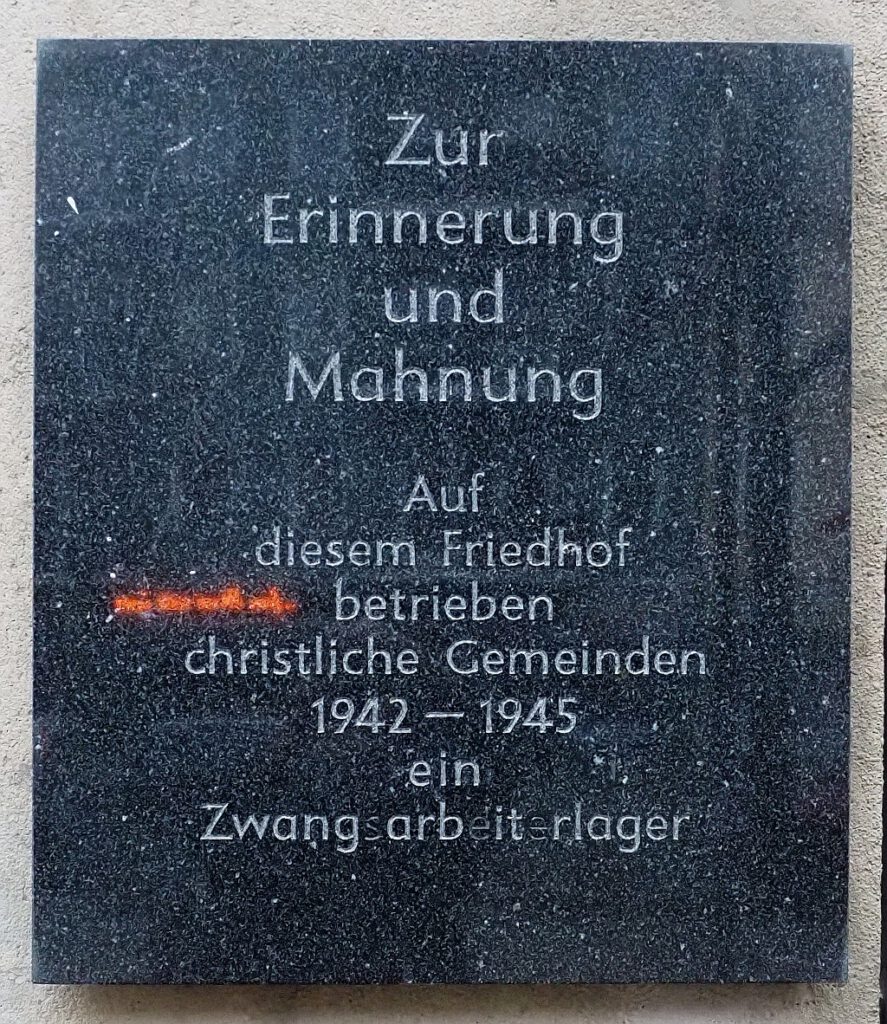 Zur
Erinnerung
und
Mahnung
Auf
diesem Friedhof
betrieben
christliche Gemeinden
1942 – 1945
ein
Zwangsarbeiterlager